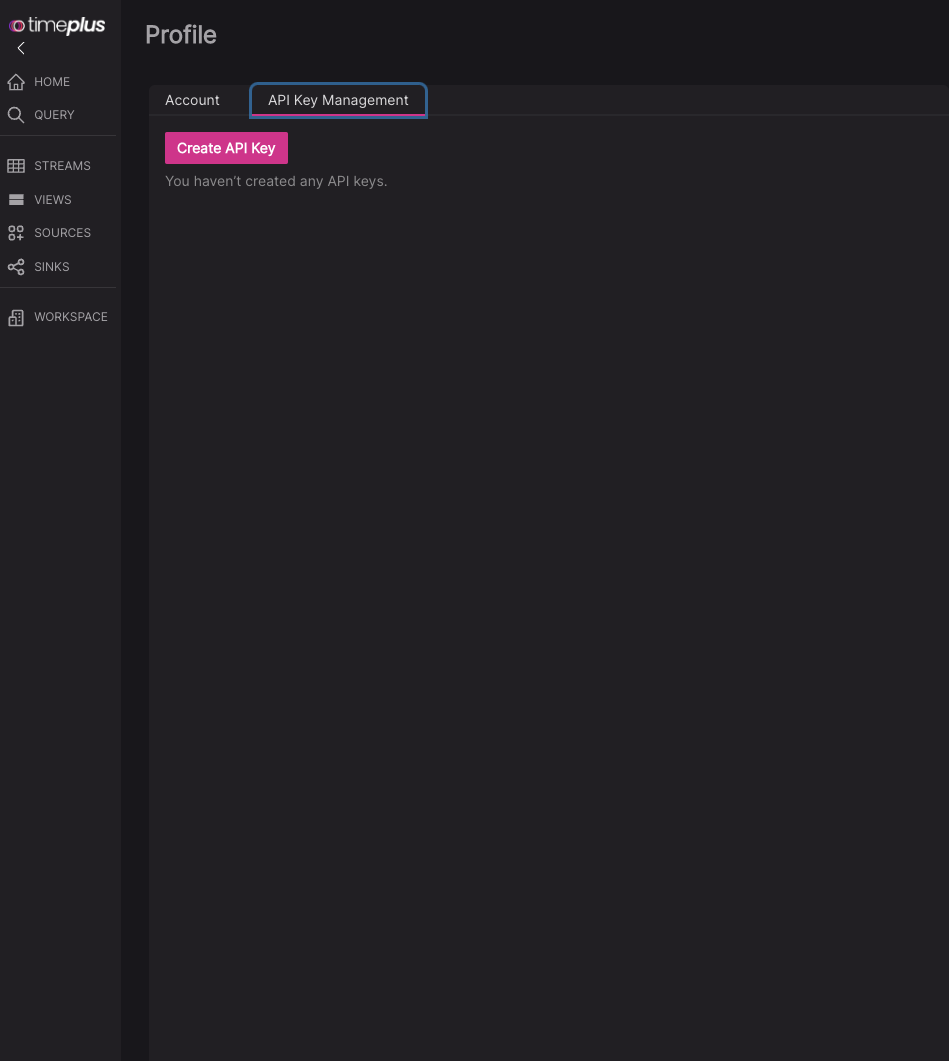 timeplus
Profile
HOME
QUERY
STREAMS
VIEWS
SOURCES
SINKS
WORKSPACE
Account
API Key Management
Create API Key
You haven’t created any API keys.